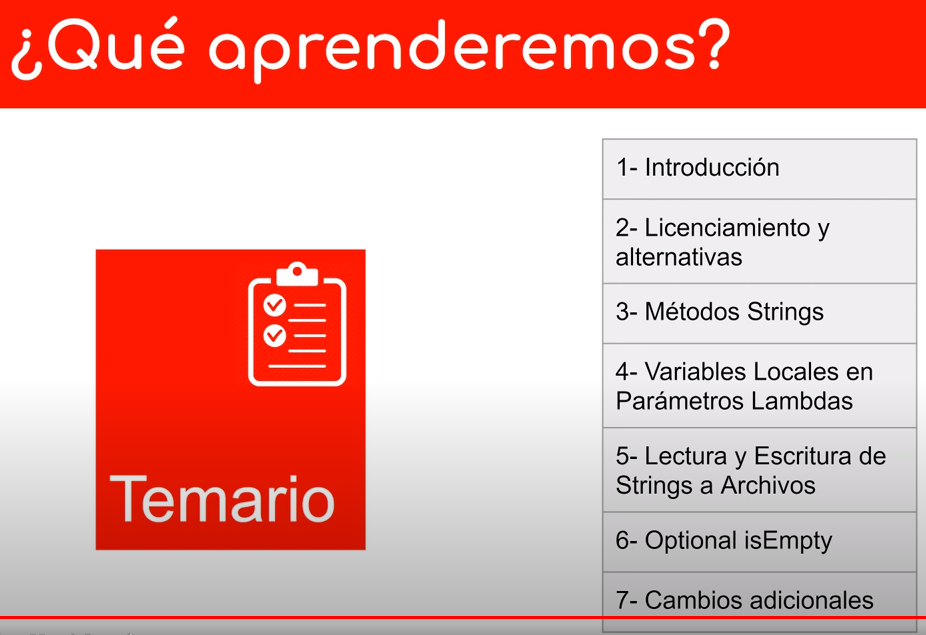 ¿Qué aprenderemos?
1- Introducción
2- Licenciamiento y
alternativas
3- Métodos Strings
4- Variables Locales en
Parámetros Lambdas
5- Lectura y Escritura de
Strings a Archivos
6- Optional isEmpty
7- Cambios adicionales
Temario